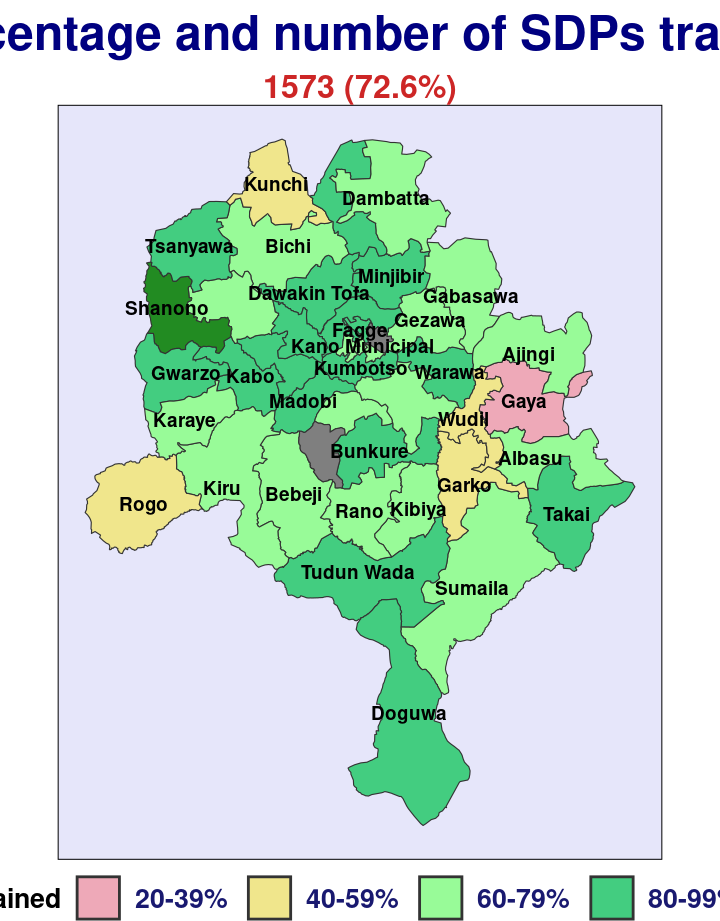 centage and number of SDPs tra
1573 (72.6%)
Kunchi
Dambatta
Tsanyawa
Bichi
Minjibir
Dawakin Tofa
Gabasawa
Shanono
Gezawa
Fagge
Kano Municipal
Ajingi
Kumbotso
Warawa
Gwarzo
Kabo
Madobi
Gaya
Karaye
Wudil
Bunkure
Albasu
Garko
Kiru
Bebeji
Rogo
Rano
Kibiya
Takai
Tudun Wada
Sumaila
Doguwa
ained 20-39% 40-59% 60-79% 80-99%